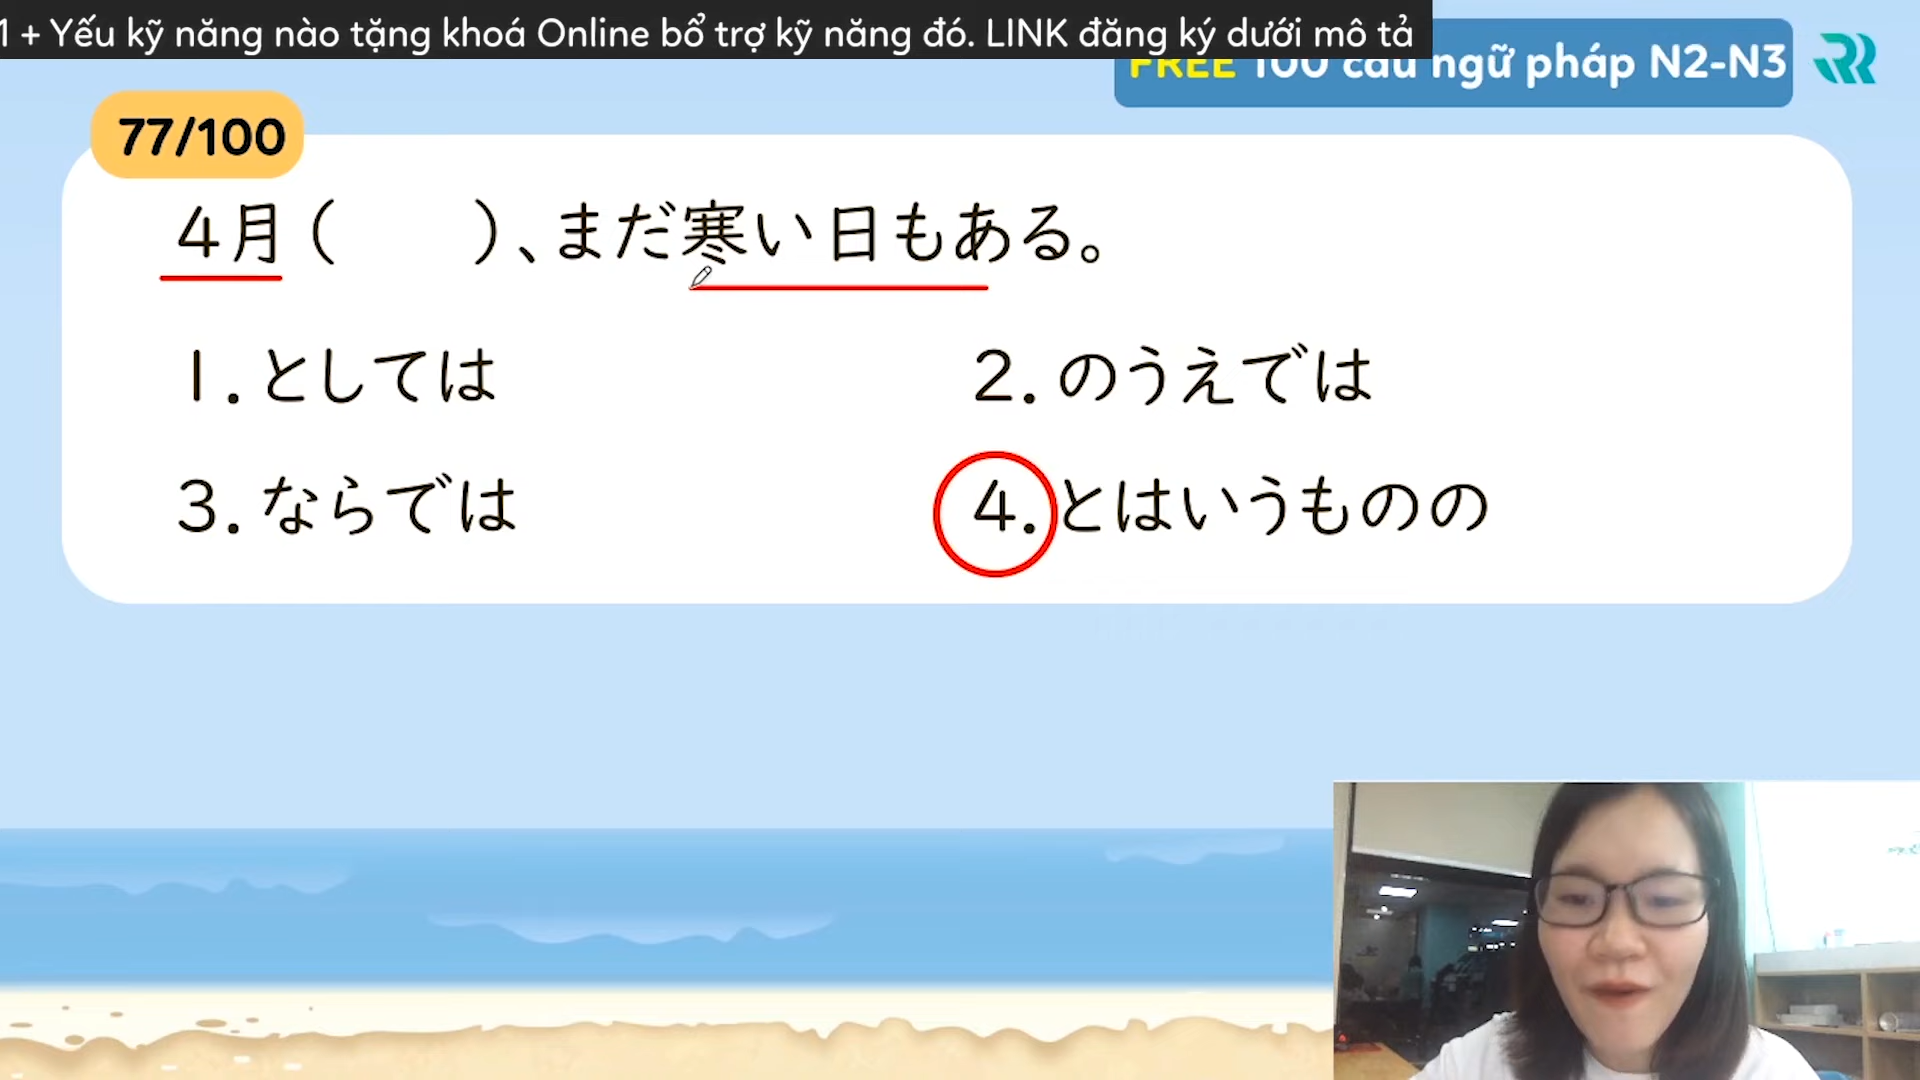 1 + Yếu kỹ năng nào tặng khoá Online bổ trợ kỹ năng đó. LINK đăng ký dưới mô tả
FREE 100 câu ngữ pháp N2-N3
77/100
4月（　　）、まだ寒い日もある。
1. としては
2. のうえでは
3. ならでは
4. とはいうものの